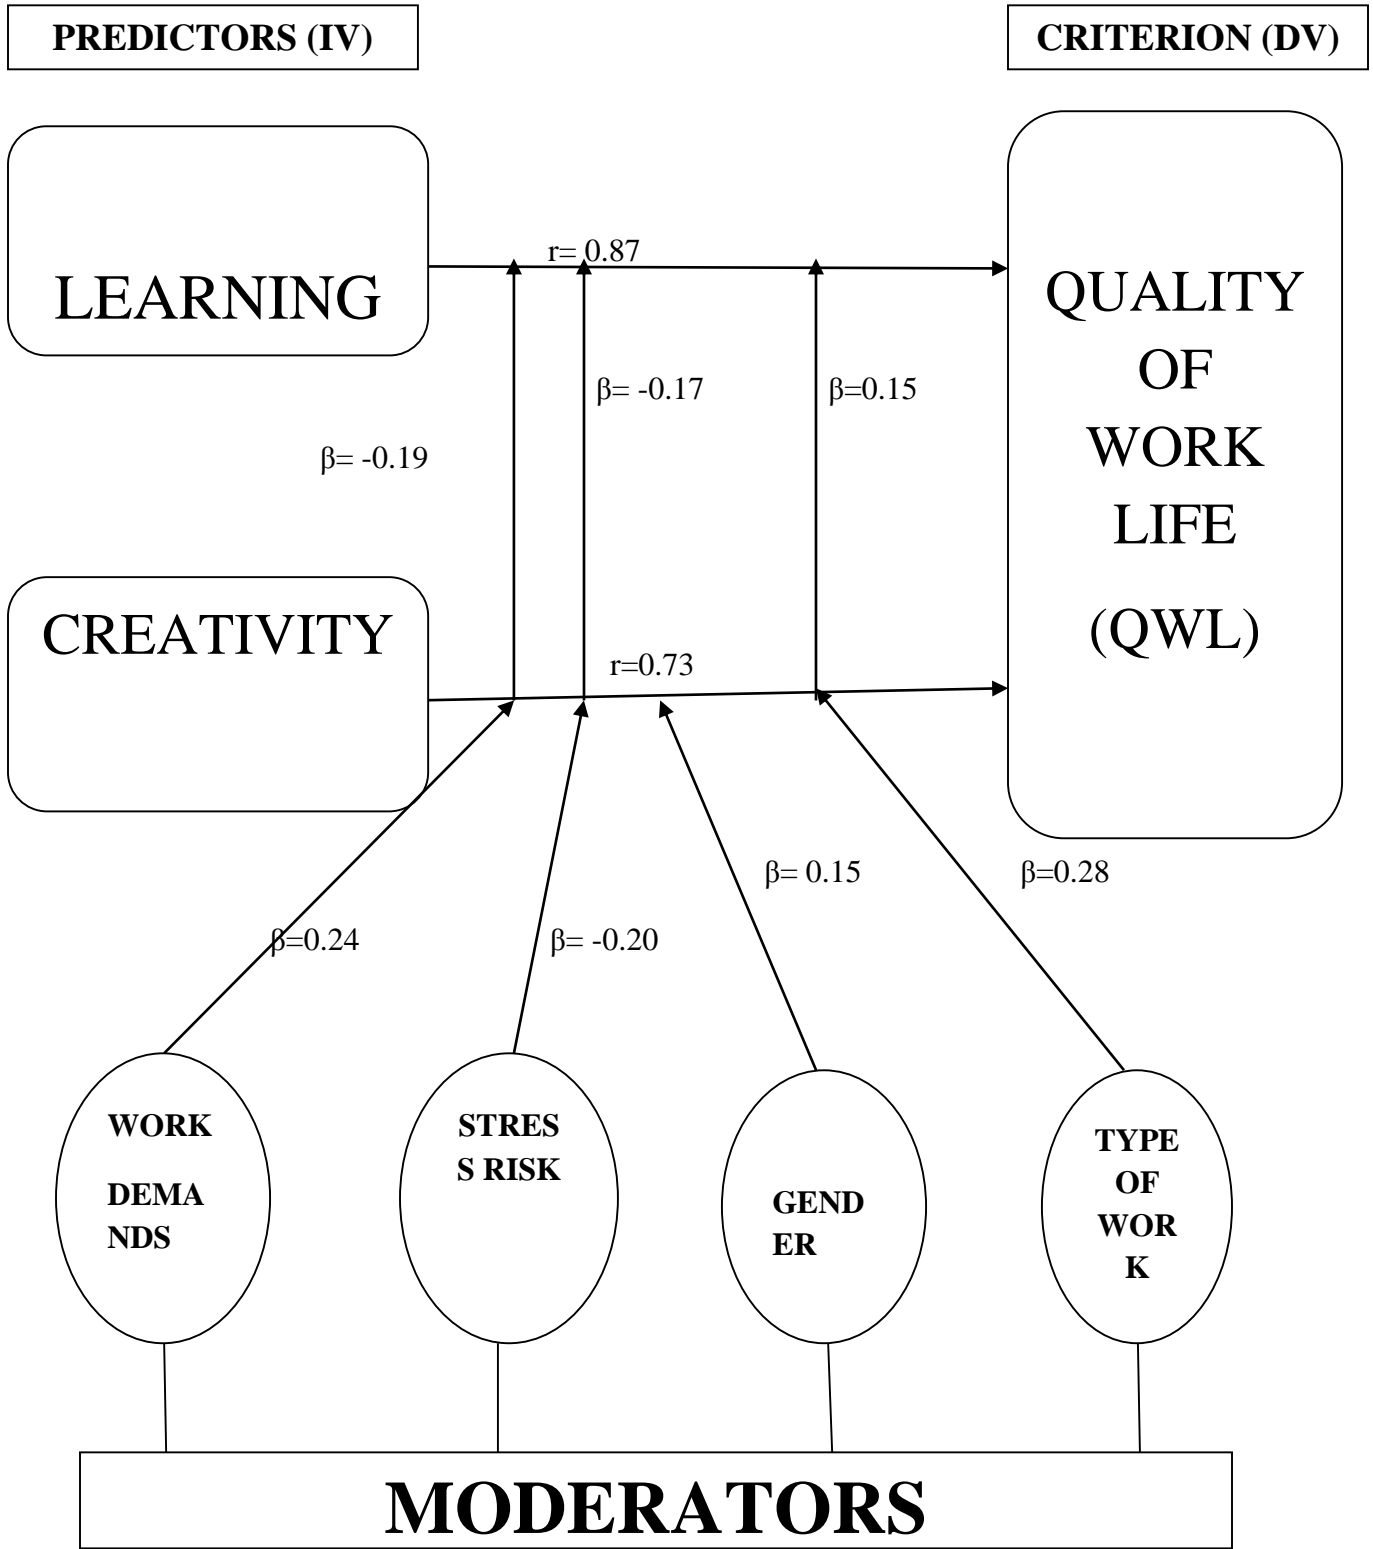 PREDICTORS (IV)
CRITERION (DV)
LEARNING
r= 0.87
QUALITY
OF
WORK
LIFE
(QWL)
β= -0.17
β=0.15
β= -0.19
CREATIVITY
r=0.73
β= 0.15
β=0.28
β=0.24
β= -0.20
WORK
DEMA
NDS
STRES
S RISK
GEND
ER
TYPE
OF
WOR
K
MODERATORS